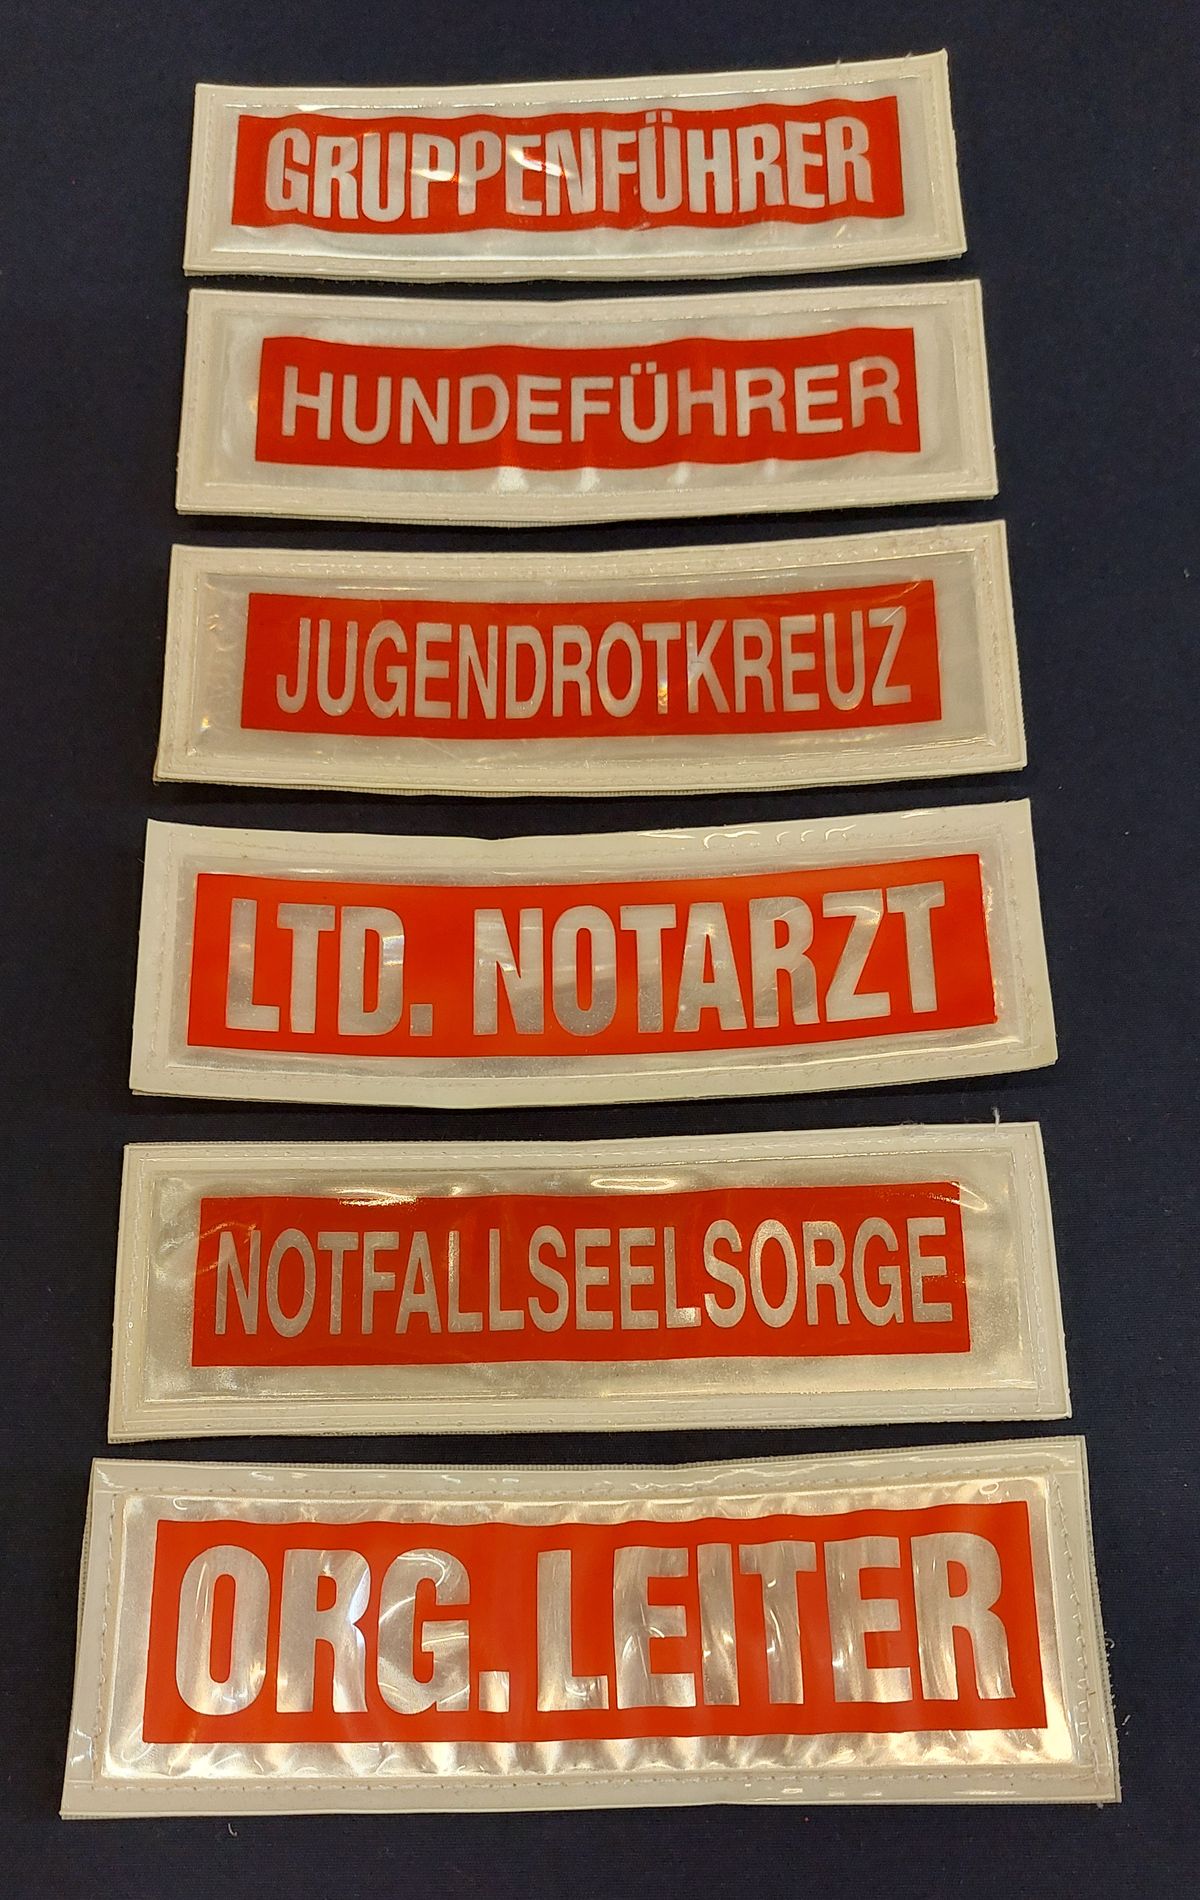 GRUPPENFÜHRER
HUNDEFÜHRER
JUGENDROTKREUZ
LTD. NOTARZT
NOTFALLSEELSORGE
ORG. LEITER